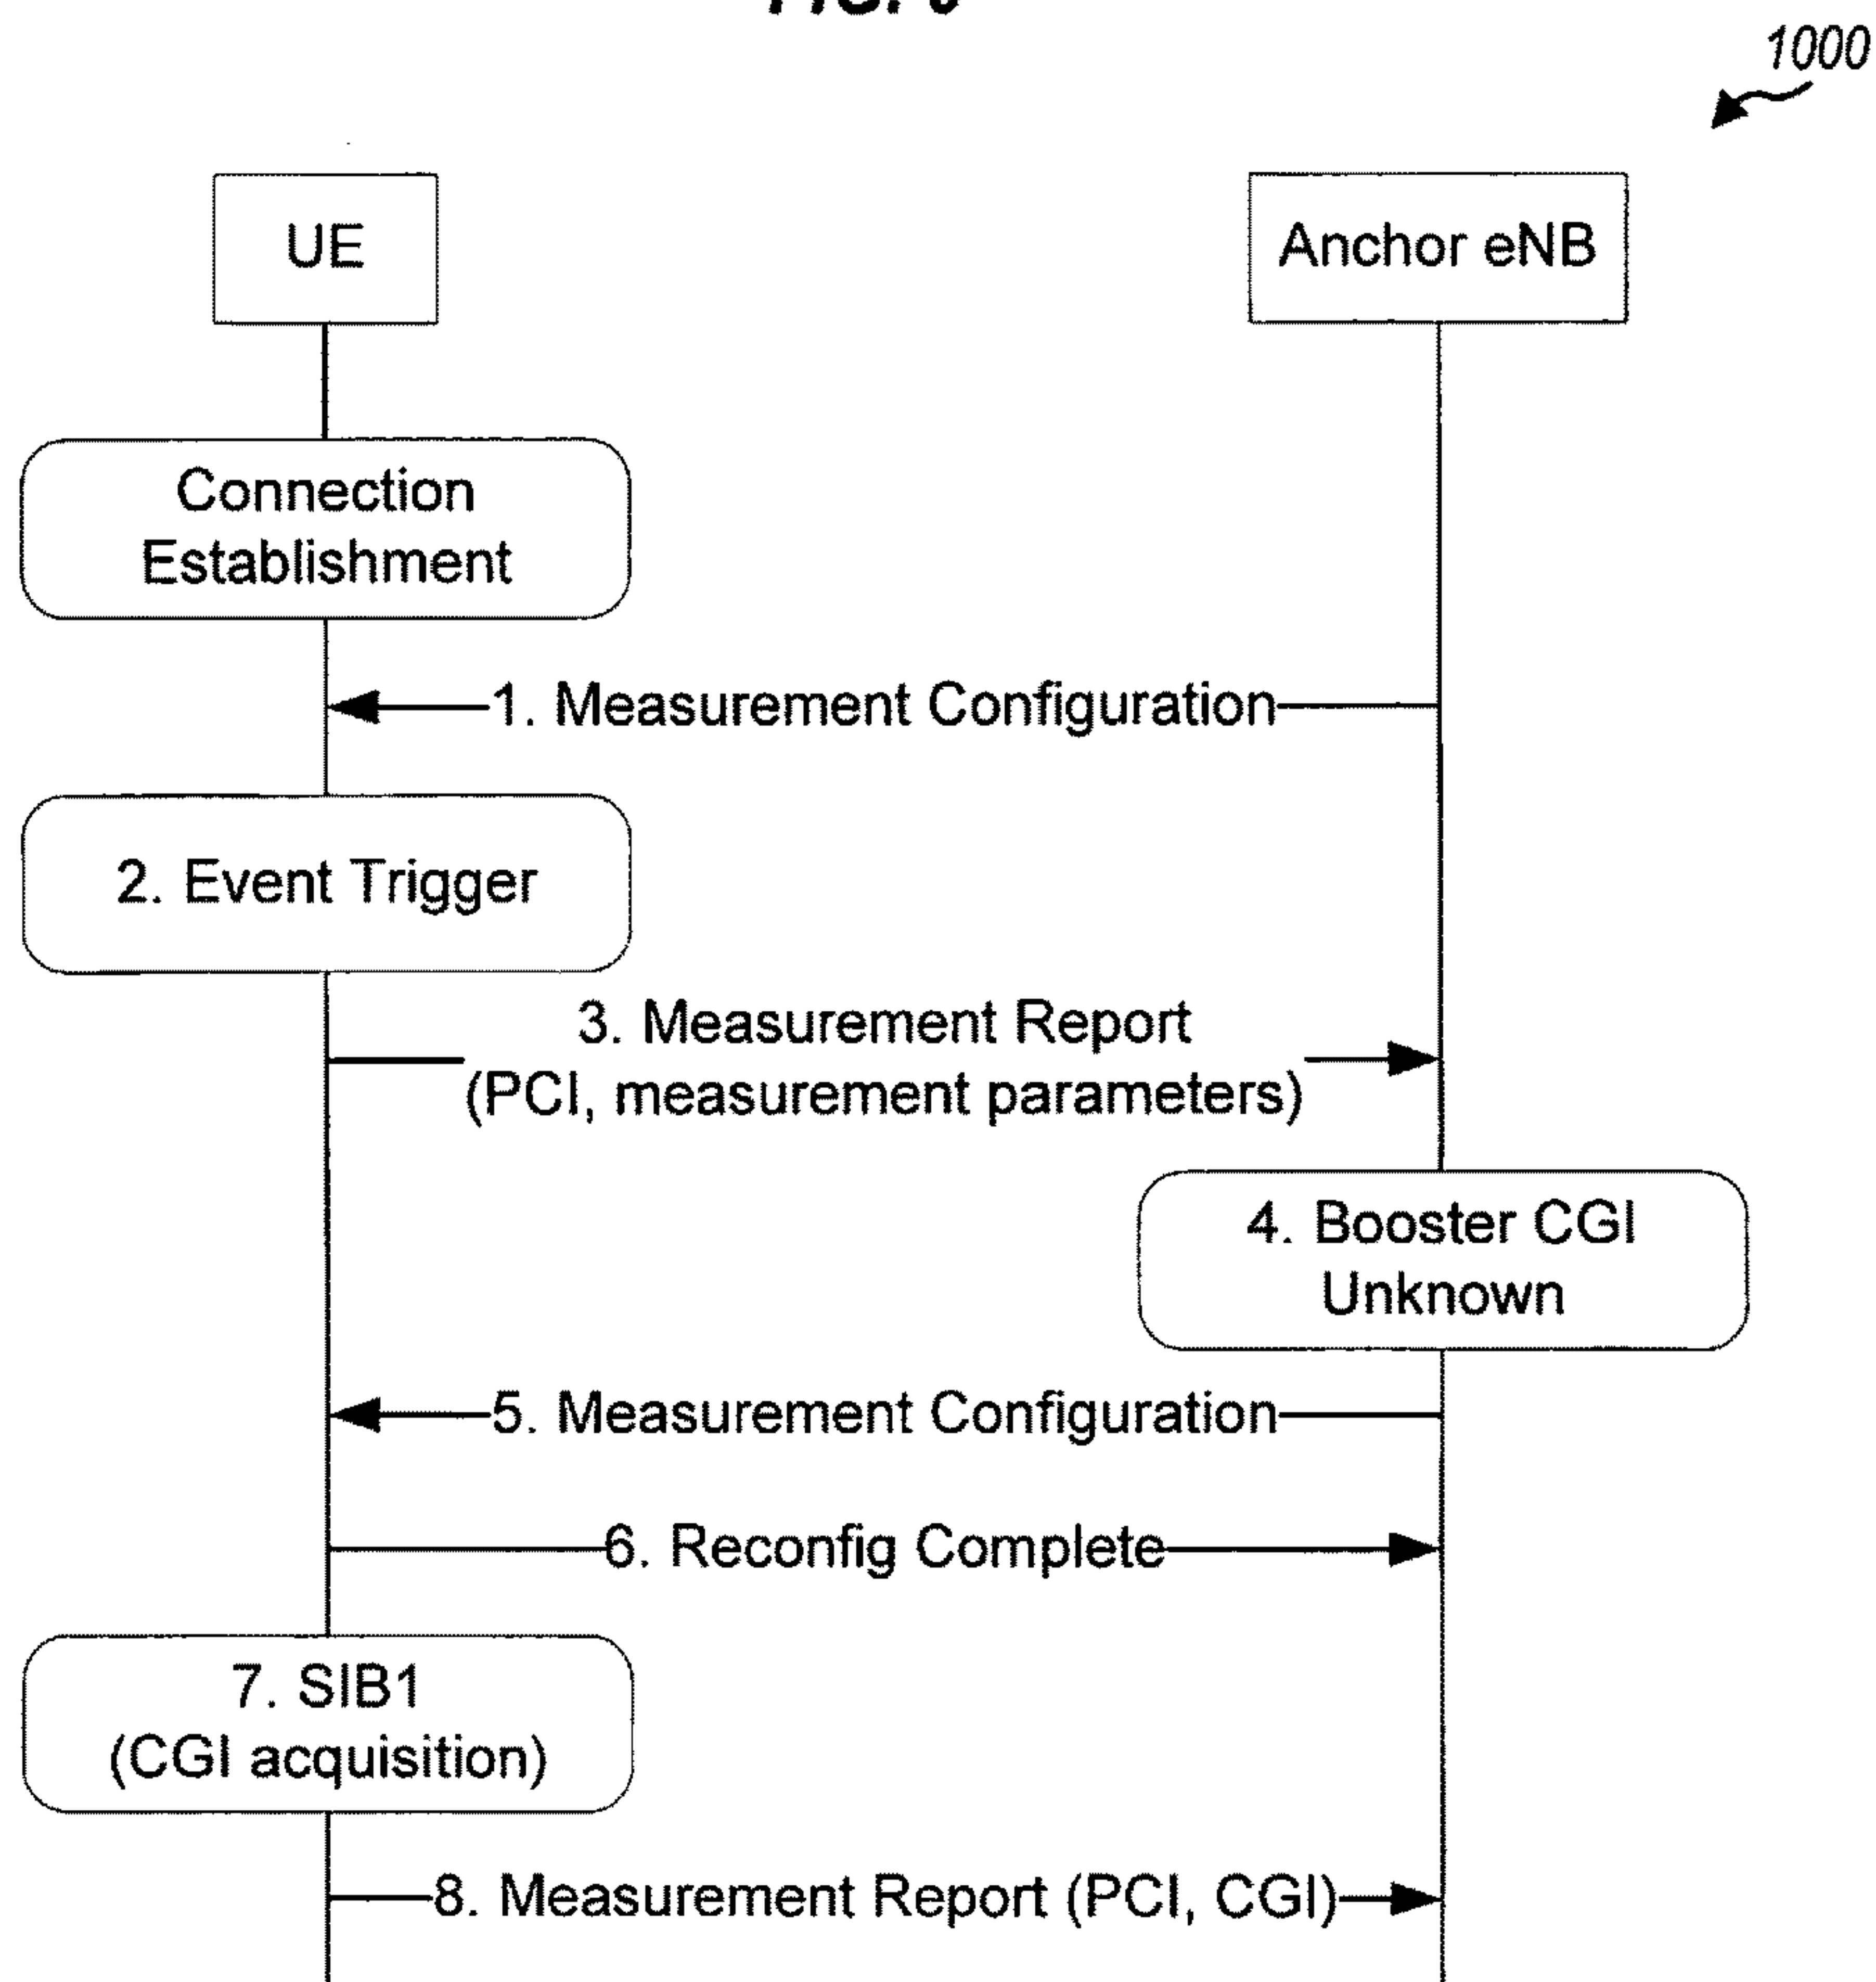 1000
UE
Anchor eNB
Connection
Establishment
1. Measurement Configuration
2. Event Trigger
3. Measurement Report
(PCI, measurement parameters)
4. Booster CGI
Unknown
5. Measurement Configuration
6. Reconfig Complete
7. SIB1
(CGI acquisition)
8. Measurement Report (PCI, CGI)